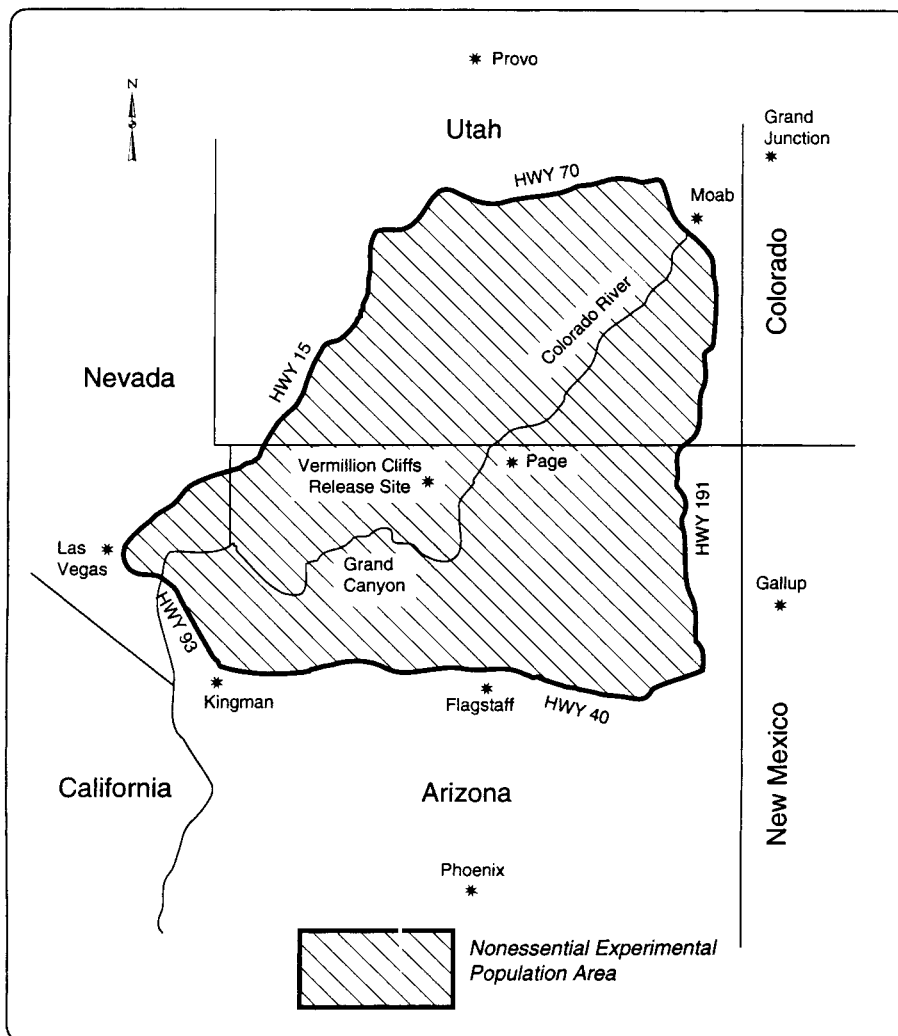 N
Provo
Utah
Grand
Junction
HWY 70
Moab
Colorado
Colorado River
HWY 15
Nevada
Vermillion Cliffs
Release Site
Page
HWY 191
Las
Vegas
Grand
Canyon
Gallup
HWY 93
Kingman
Flagstaff
HWY 40
California
Arizona
New Mexico
Phoenix
Nonessential Experimental
Population Area